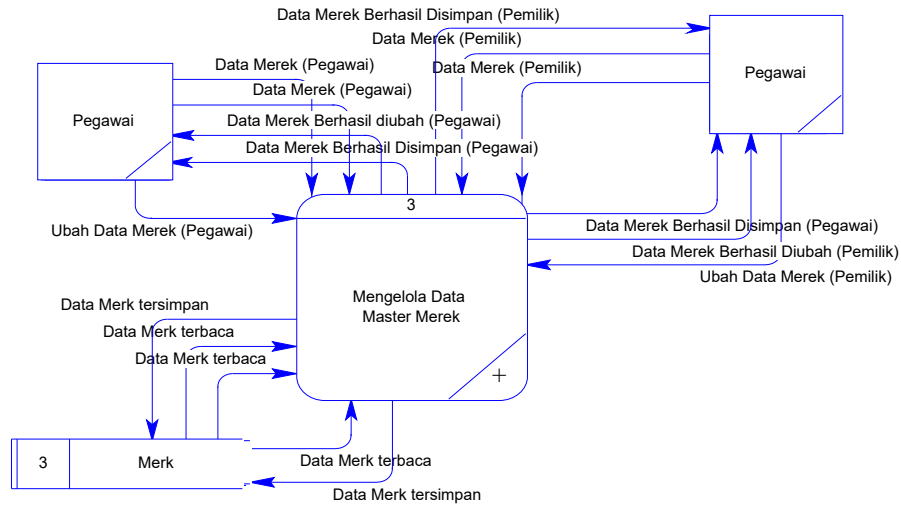 Data Merek Berhasil Disimpan (Pemilik)
Data Merek (Pemilik)
Data Merek (Pegawai)
Data Merek (Pemilik)
Pegawai
Data Merek (Pegawai)
Pegawai
Data Merek Berhasil diubah (Pegawai)
Data Merek Berhasil Disimpan (Pegawai)
3
Ubah Data Merek (Pegawai)
Data Merek Berhasil Disimpan (Pegawai)
Data Merek Berhasil Diubah (Pemilik)
Ubah Data Merek (Pemilik)
Mengelola Data
Master Merek
Data Merk tersimpan
Data Merk terbaca
Data Merk terbaca
+
3
Merk
Data Merk terbaca
Data Merk tersimpan